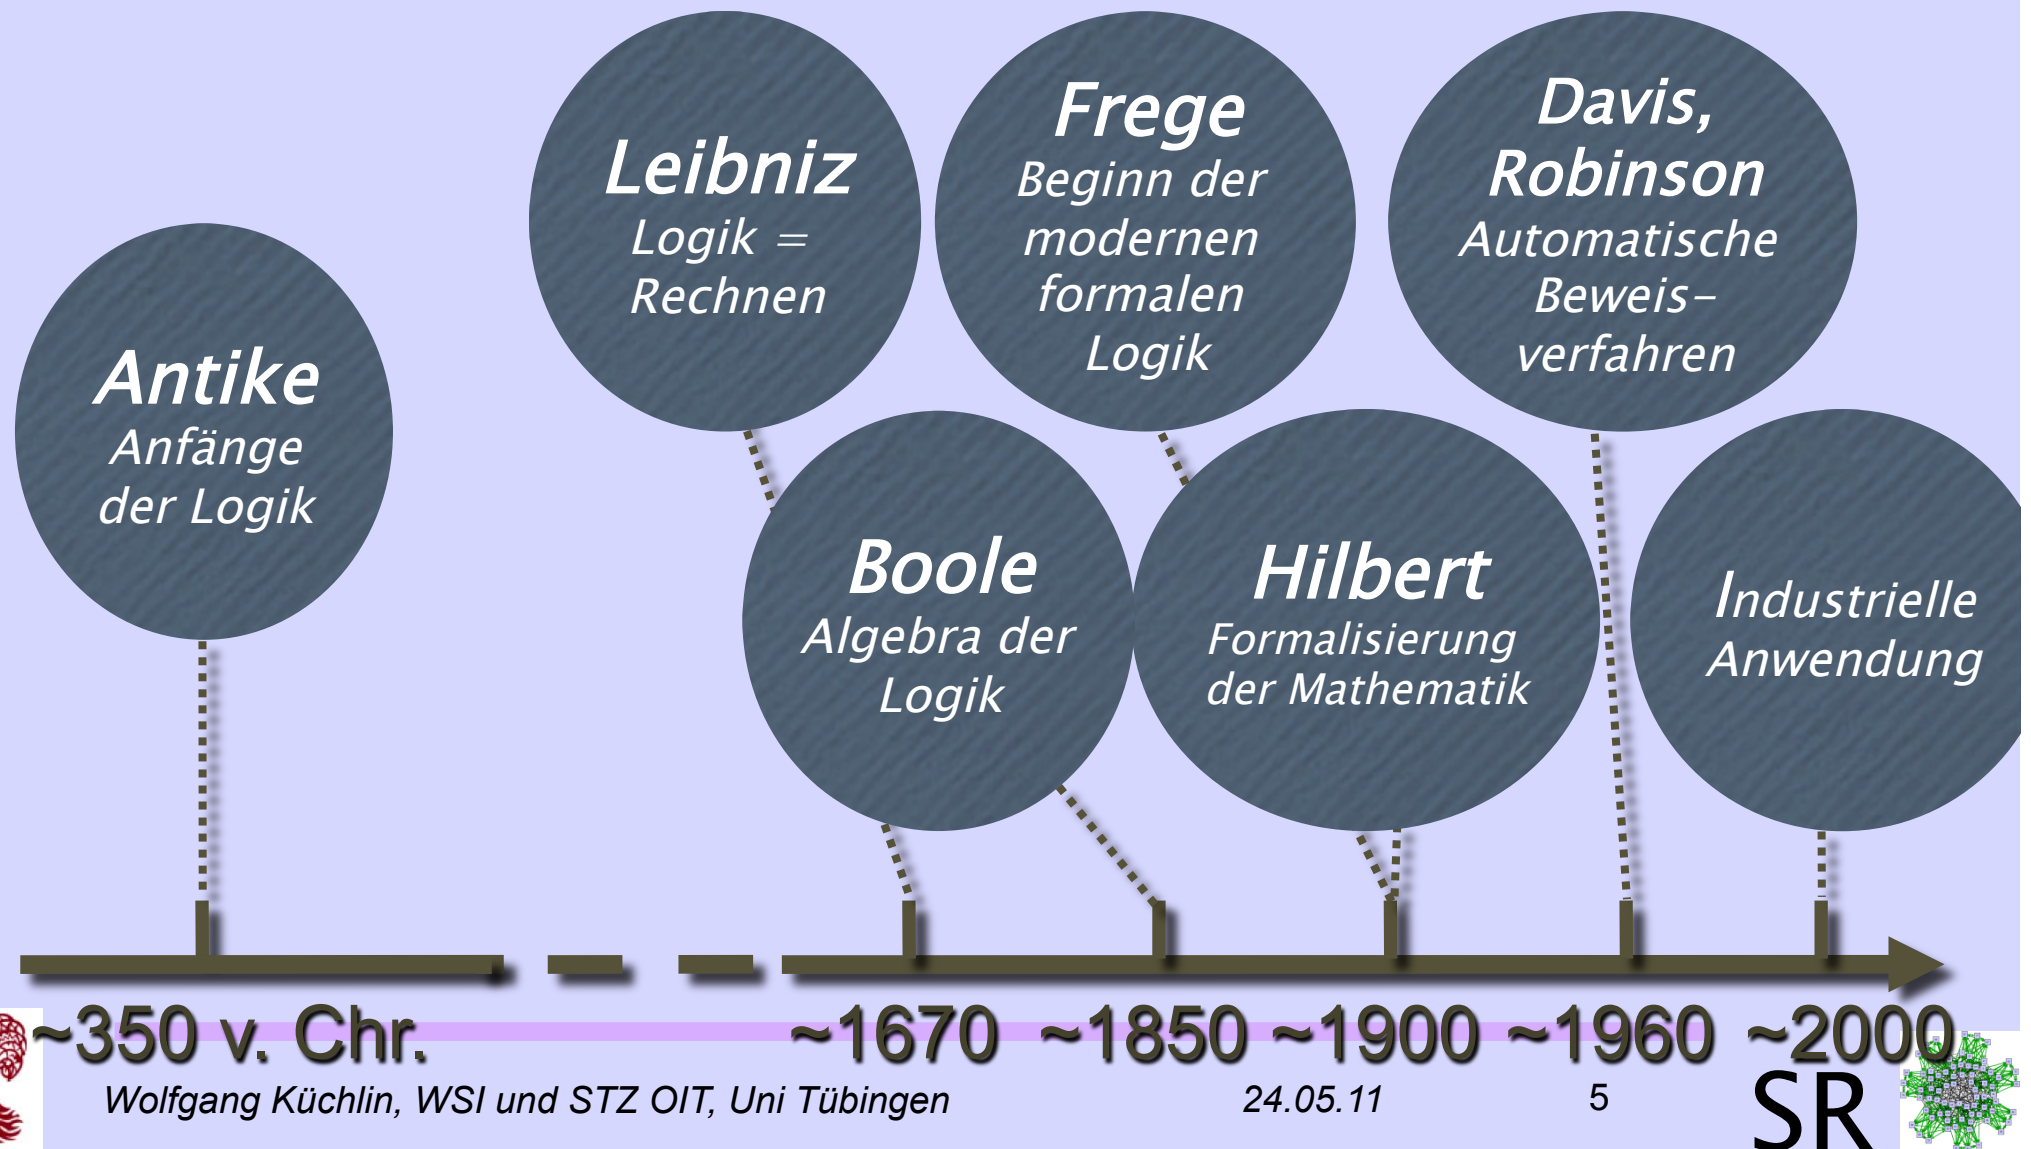 Antike
Anfänge
der Logik
Leibniz
Logik =
Rechnen
Boole
Algebra der
Logik
Frege
Beginn der
modernen
formalen
Logik
Hilbert
Formalisierung
der Mathematik
Davis,
Robinson
Automatische
Beweis-
verfahren
Industrielle
Anwendung
~350 v. Chr.
~1670
~1850
~1900
~1960
~2000
Wolfgang Küchlin, WSI und STZ OIT, Uni Tübingen
24.05.11
5
SR